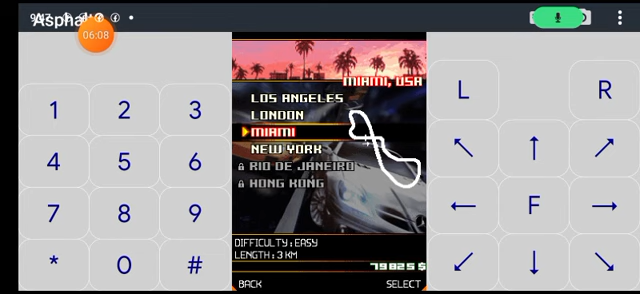 Aspha
06:08
MIAMI, USA
LOS ANGELES
LONDON
MIAMI
NEW YORK
RIO DE JANEIRO
HONG KONG
DIFFICULTY: EASY
LENGTH: 3 KM
79825 $
BACK SELECT
1 2 3
4 5 6
7 8 9
* 0 #
L R
← F →